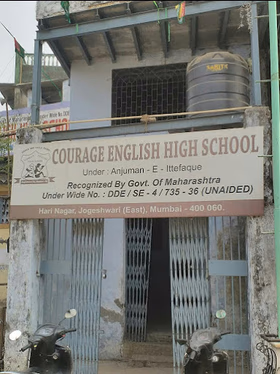 COURAGE ENGLISH HIGH SCHOOL
Under : Anjuman - E - Ittefaque
Recognized By Govt. Of Maharashtra
Under Wide No. : DDE / SE - 4 / 735 - 36 (UNAIDED)
Hari Nagar, Jogeshwari (East), Mumbai - 400 060.